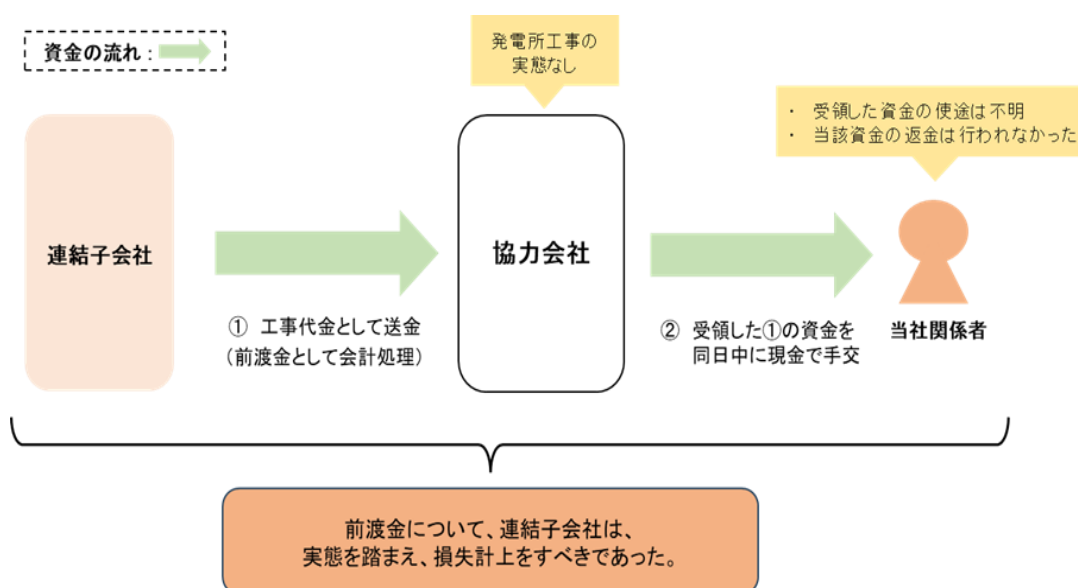 資金の流れ：
発電所工事の
実態なし
・ 受領した資金の使途は不明
・ 当該資金の返金は行われなかった
連結子会社
協力会社
① 工事代金として送金
（前渡金として会計処理）
② 受領した①の資金を
同日中に現金で手交
当社関係者
前渡金について、連結子会社は、
実態を踏まえ、損失計上をすべきであった。